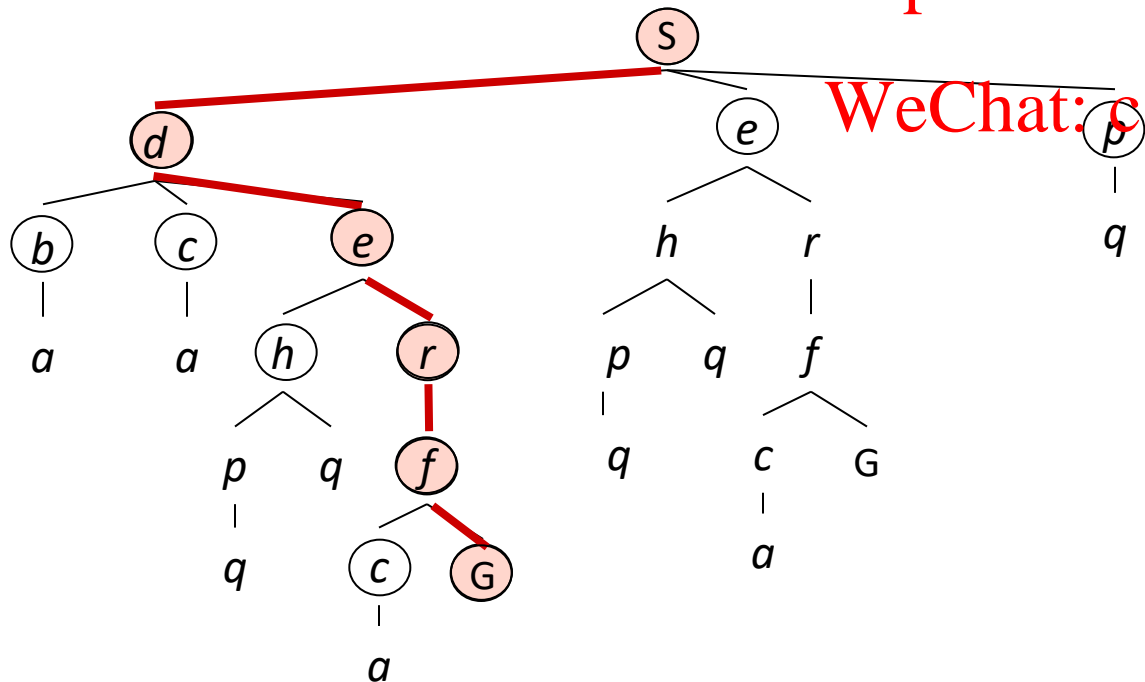 S
WeChat: c
d e p
b c e h r q
a a h r p q f
p q f q c G
q c G a
a